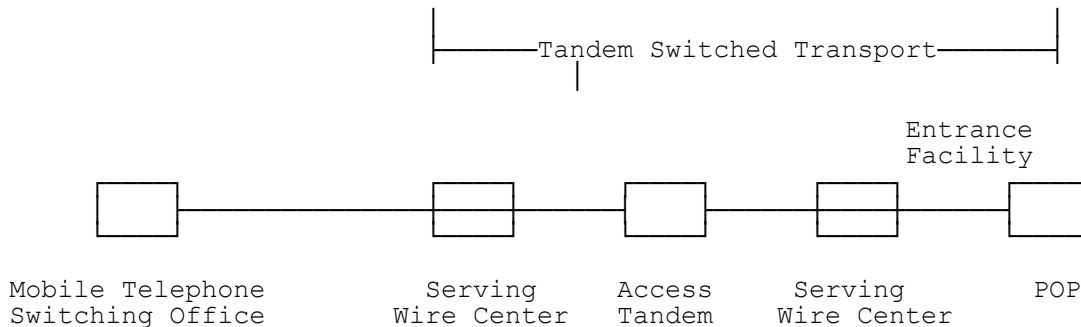 Tandem Switched Transport
Entrance
Facility
Mobile Telephone Serving Access Serving POP
Switching Office Wire Center Tandem Wire Center